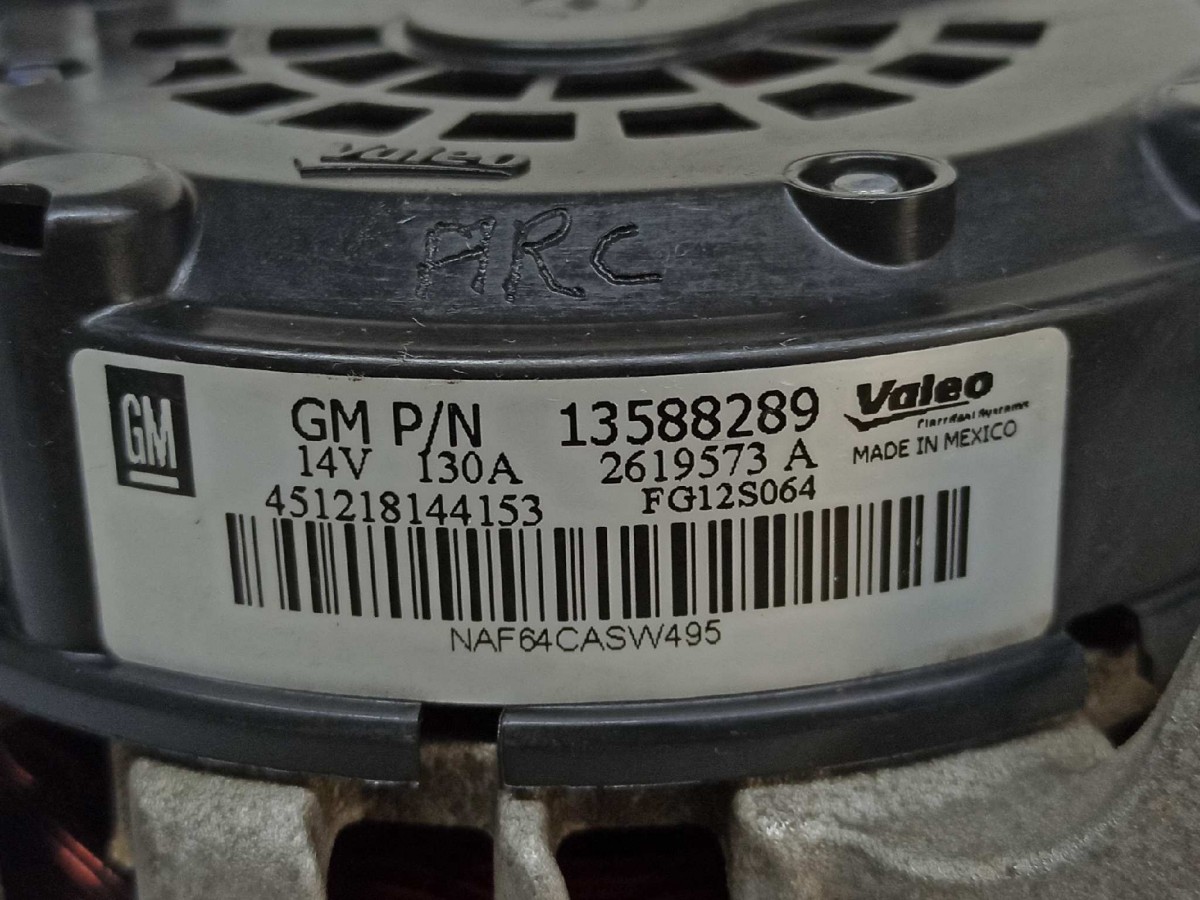 Valeo
ARC
GM
GM P/N 13588289
Valeo
14V 130A 2619573 A
MADE IN MEXICO
451218144153 FG12S064
NAF64CASW495